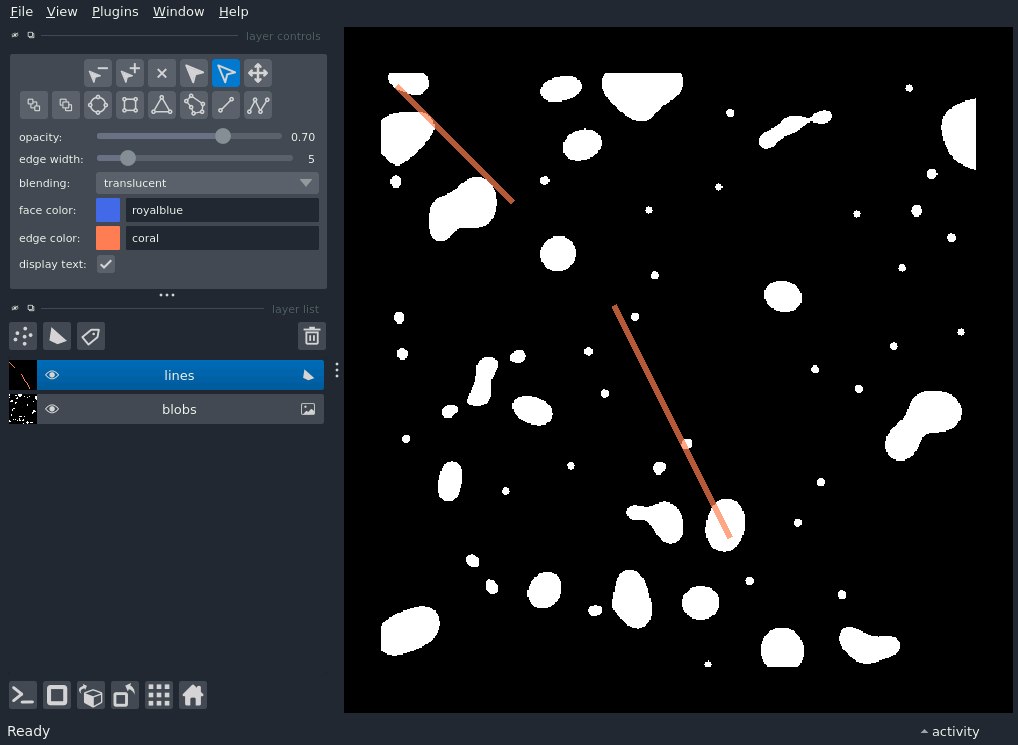 File View Plugins Window Help
layer controls
opacity: 0.70
edge width: 5
blending: translucent
face color: royalblue
edge color: coral
display text:
layer list
lines
blobs
Ready
activity